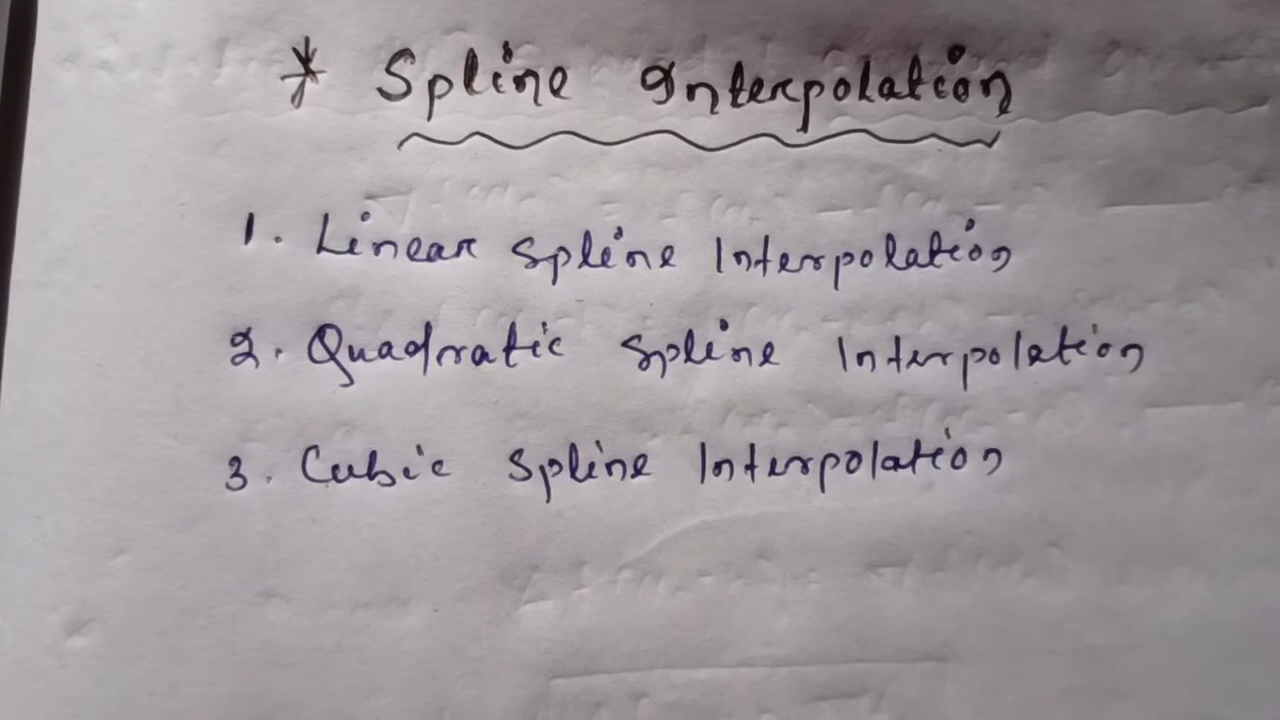 * Spline Interpolation
1. Linear Spline Interpolation
2. Quadratic Spline Interpolation
3. Cubic Spline Interpolation